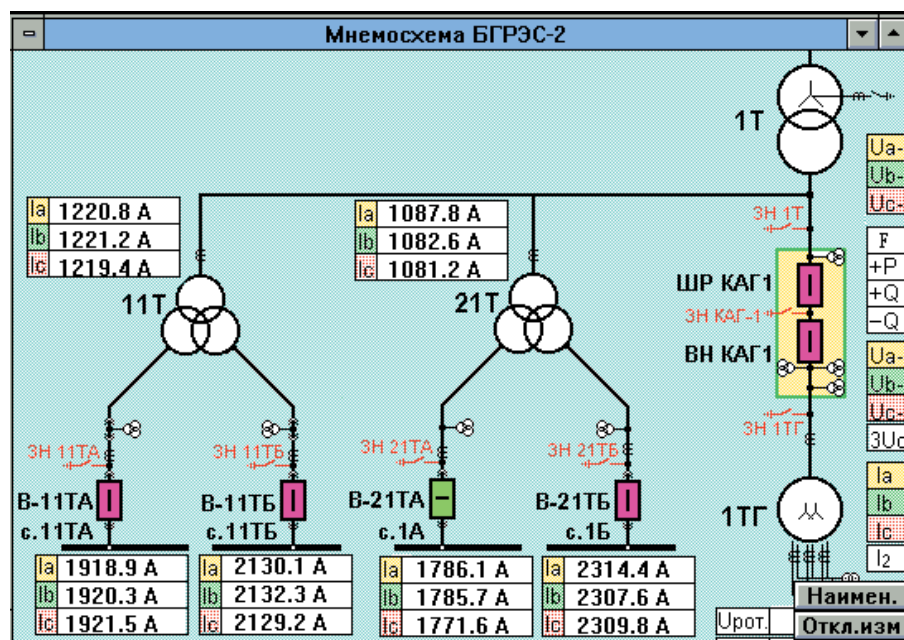 Мнемосхема БГРЭС-2
1Т
Ua-
Ub-
Uc-
Ia 1220.8 A
Ib 1221.2 A
Ic 1219.4 A
Ia 1087.8 A
Ib 1082.6 A
Ic 1081.2 A
ЗН 1Т
F
+P
+Q
-Q
11Т
21Т
ШР КАГ1
ЗН КАГ-1
ВН КАГ1
Ua-
Ub-
Uc-
3Uo
ЗН 11ТА
ЗН 11ТБ
ЗН 21ТА
ЗН 21ТБ
ЗН 1ТГ
В-11ТА
В-11ТБ
В-21ТА
В-21ТБ
1ТГ
Ia
Ib
Ic
I2
с.11ТА
с.11ТБ
с.1А
с.1Б
Ia 1918.9 A
Ib 1920.3 A
Ic 1921.5 A
Ia 2130.1 A
Ib 2132.3 A
Ic 2129.2 A
Ia 1786.1 A
Ib 1785.7 A
Ic 1771.6 A
Ia 2314.4 A
Ib 2307.6 A
Ic 2309.8 A
Uрот.
Наимен.
Откл.изм